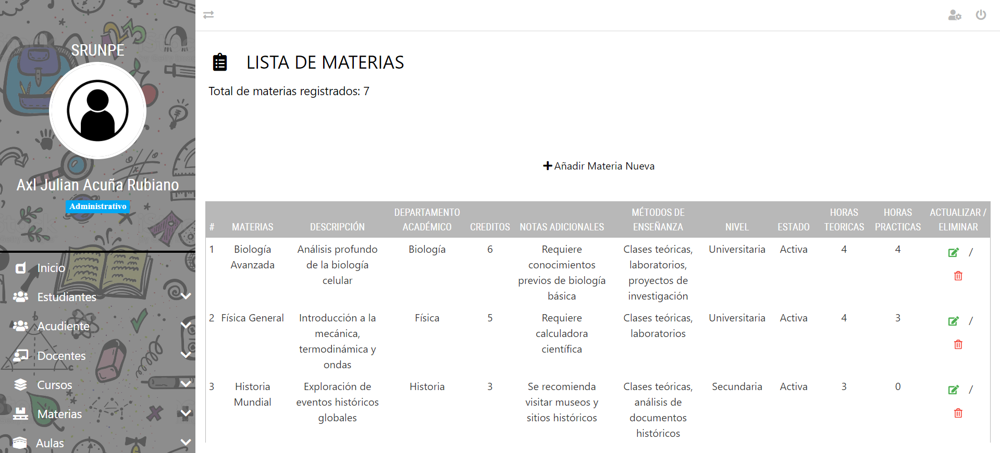 SRUNPE
Axl Julian Acuña Rubiano
Administrativo
Inicio
Estudiantes
Acudiente
Docentes
Cursos
Materias
Aulas
LISTA DE MATERIAS
Total de materias registrados: 7
Añadir Materia Nueva
# MATERIAS DESCRIPCIÓN DEPARTAMENTO ACADÉMICO CREDITOS NOTAS ADICIONALES MÉTODOS DE ENSEÑANZA NIVEL ESTADO HORAS TEORICAS HORAS PRACTICAS ACTUALIZAR / ELIMINAR
1 Biología Avanzada Análisis profundo de la biología celular Biología 6 Requiere conocimientos previos de biología básica Clases teóricas, laboratorios, proyectos de investigación Universitaria Activa 4 4 /
2 Física General Introducción a la mecánica, termodinámica y ondas Física 5 Requiere calculadora científica Clases teóricas, laboratorios Universitaria Activa 4 3 /
3 Historia Mundial Exploración de eventos históricos globales Historia 3 Se recomienda visitar museos y sitios históricos Clases teóricas, análisis de documentos históricos Secundaria Activa 3 0 /